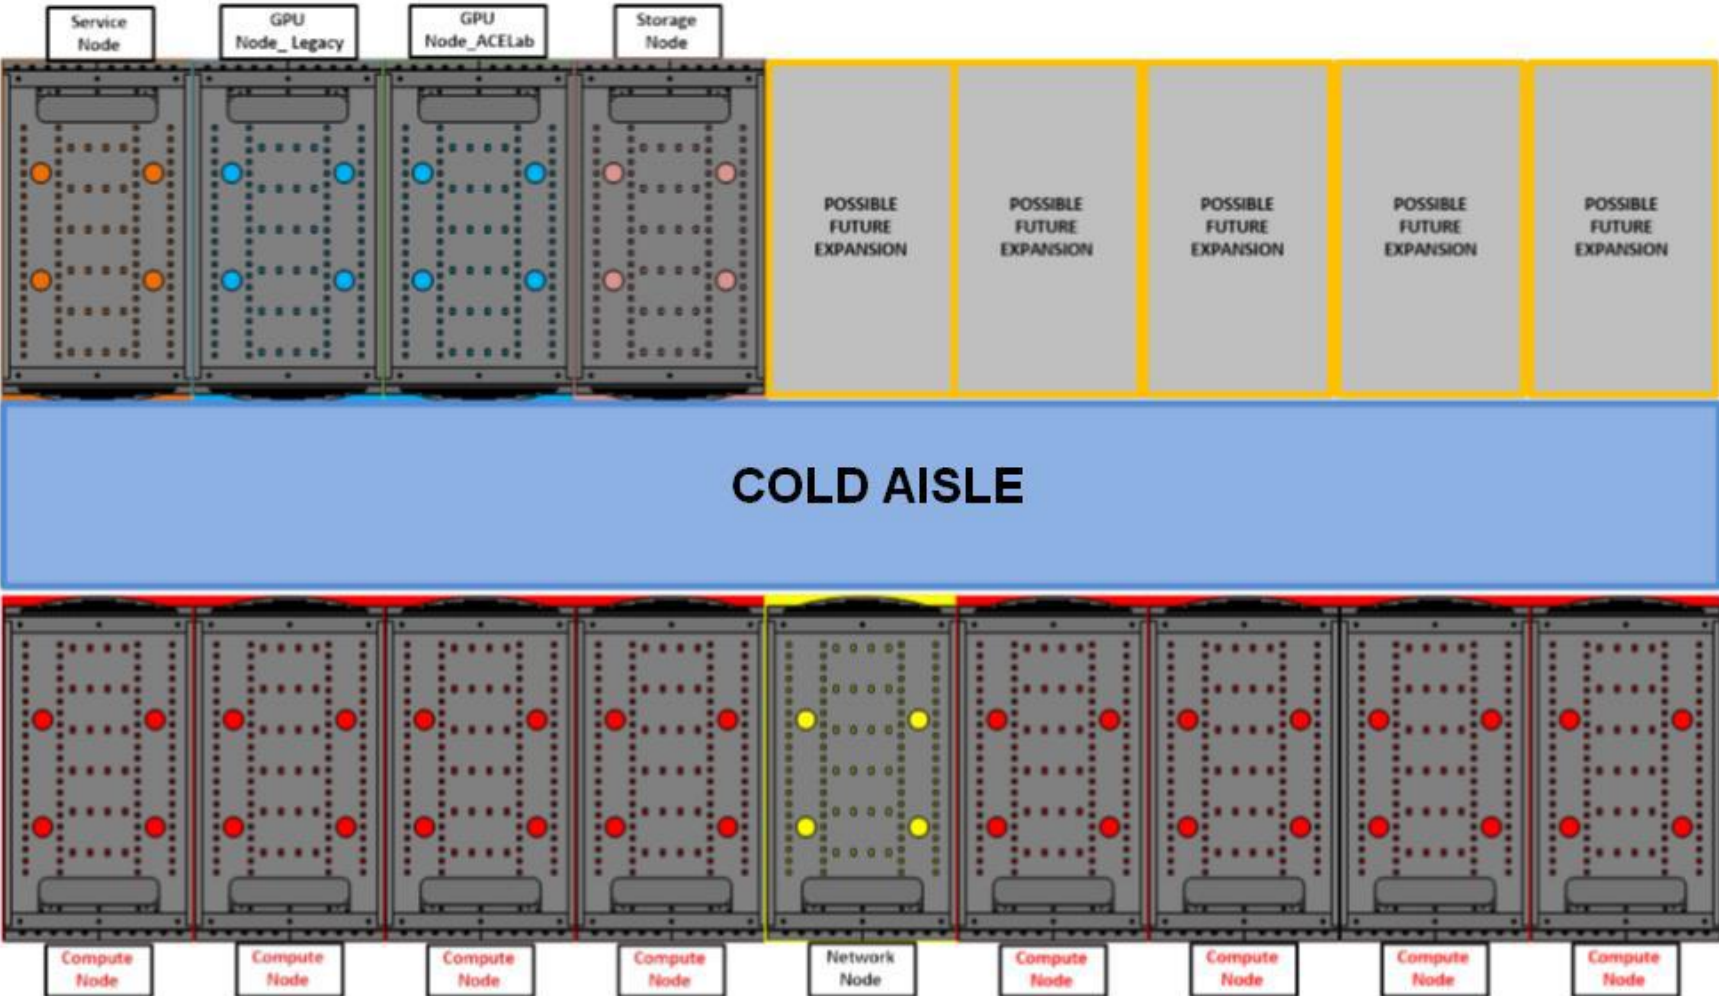 Service
Node
GPU
Node_ Legacy
GPU
Node_ACELab
Storage
Node
POSSIBLE
FUTURE
EXPANSION
POSSIBLE
FUTURE
EXPANSION
POSSIBLE
FUTURE
EXPANSION
POSSIBLE
FUTURE
EXPANSION
POSSIBLE
FUTURE
EXPANSION
COLD AISLE
Compute
Node
Compute
Node
Compute
Node
Compute
Node
Network
Node
Compute
Node
Compute
Node
Compute
Node
Compute
Node